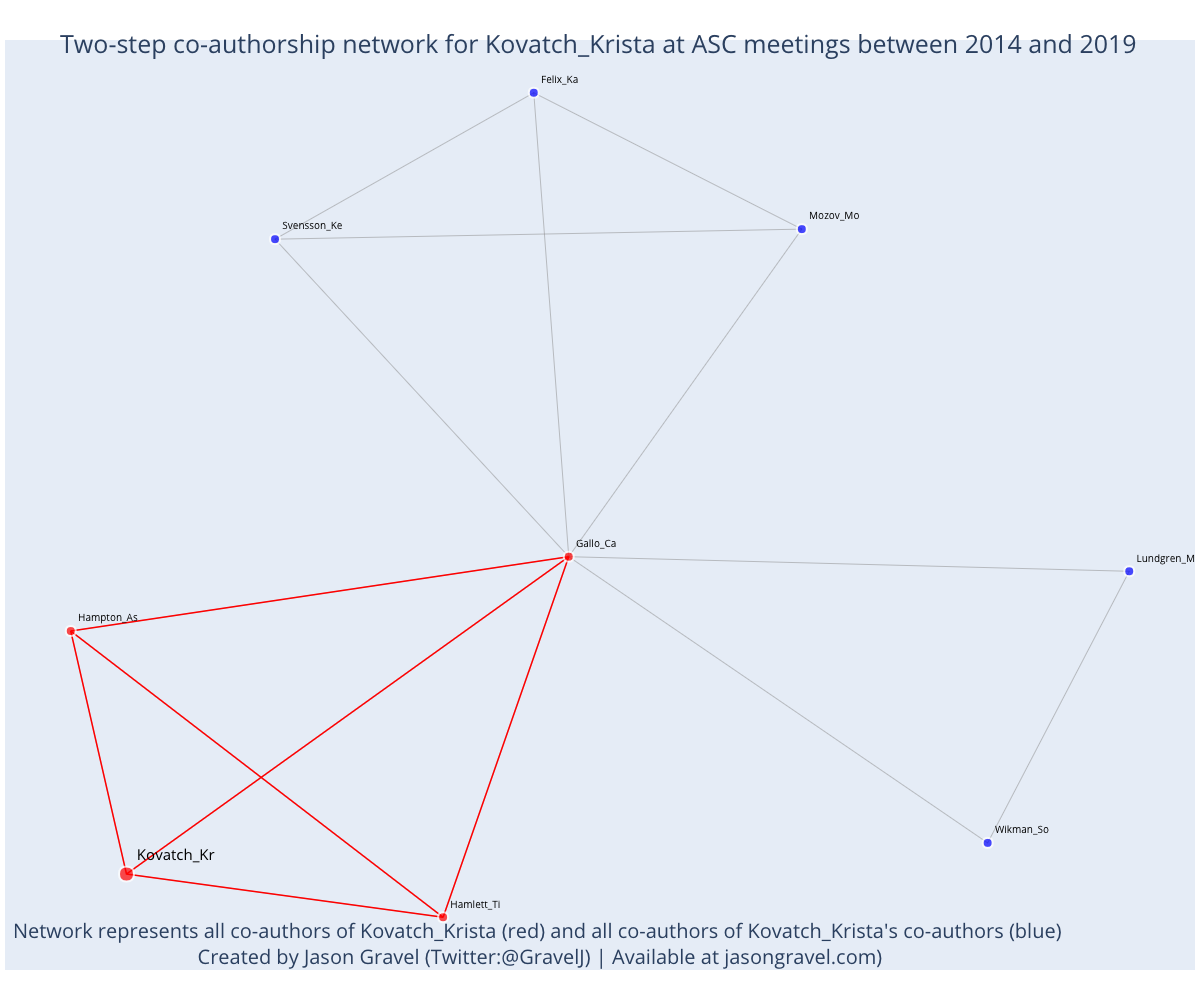 Two-step co-authorship network for Kovatch_Krista at ASC meetings between 2014 and 2019
Felix_Ka
Mozov_Mo
Svensson_Ke
Gallo_Ca
Lundgren_M
Hampton_As
Wikman_So
Kovatch_Kr
Hamlett_Ti
Network represents all co-authors of Kovatch_Krista (red) and all co-authors of Kovatch_Krista's co-authors (blue)
Created by Jason Gravel (Twitter:@GravelJ) | Available at jasongravel.com)